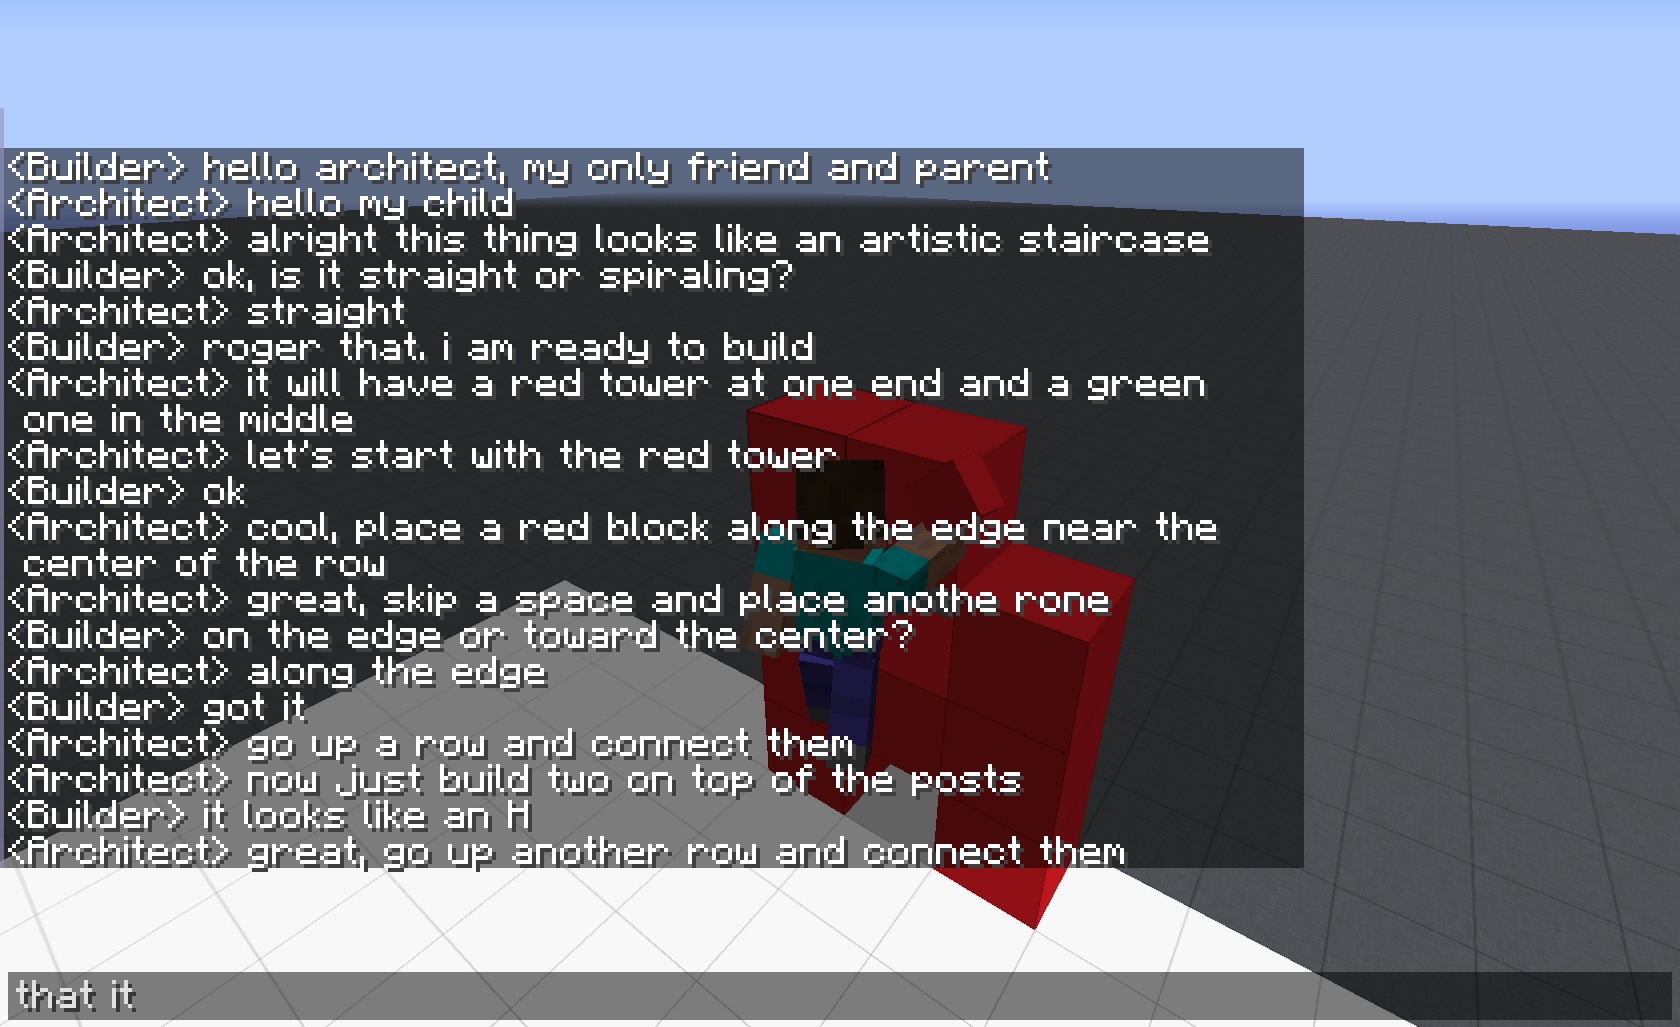 <Builder> hello architect, my only friend and parent
<Architect> hello my child
<Architect> alright this thing looks like an artistic staircase
<Builder> ok, is it straight or spiraling?
<Architect> straight
<Builder> roger that. i am ready to build
<Architect> it will have a red tower at one end and a green
one in the middle
<Architect> let's start with the red tower
<Builder> ok
<Architect> cool, place a red block along the edge near the
center of the row
<Architect> great, skip a space and place anothe rone
<Builder> on the edge or toward the center?
<Architect> along the edge
<Builder> got it
<Architect> go up a row and connect them
<Architect> now just build two on top of the posts
<Builder> it looks like an H
<Architect> great, go up another row and connect them
that it